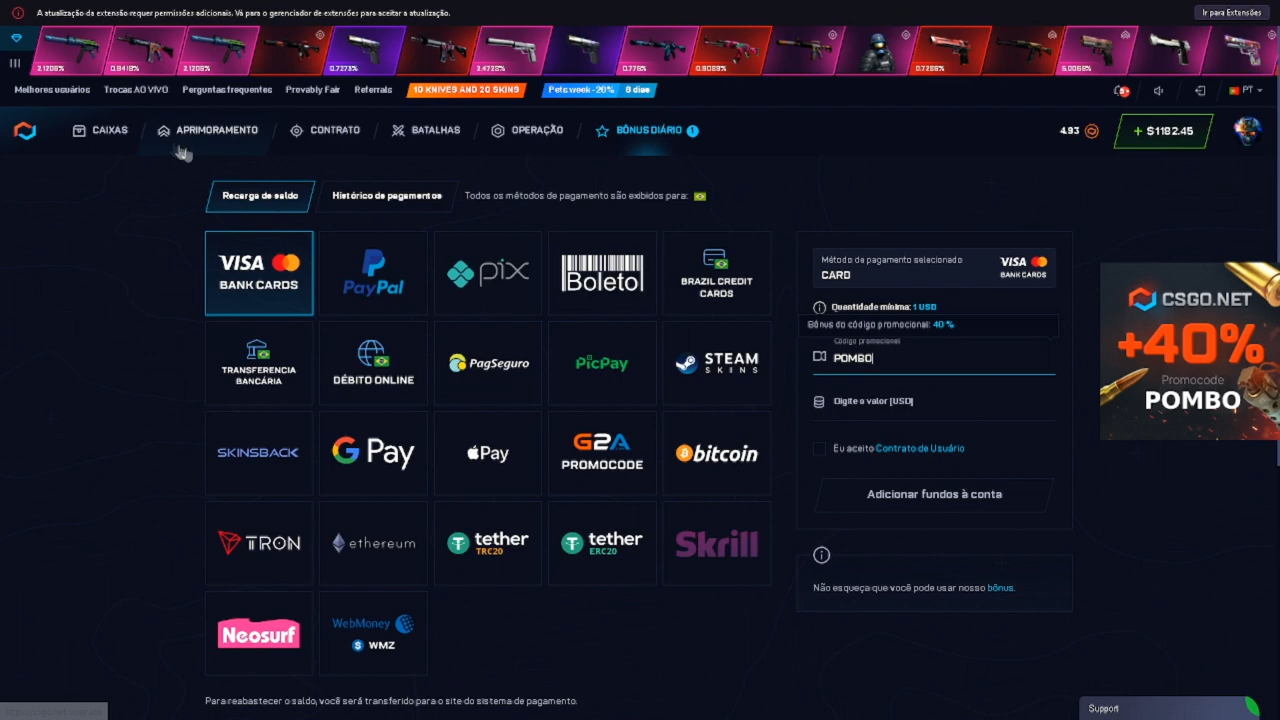 A atualização da extensão requer permissões adicionais. Vá para o gerenciador de extensões para aceitar a atualização.
Ir para Extensões
2.1206%
0.9418%
2.1206%
0.7273%
2.4728%
0.776%
0.9089%
0.7286%
5.0065%
Melhores usuários
Trocas AO VIVO
Perguntas frequentes
Provably Fair
Referrals
10 KNIVES AND 20 SKINS
Pets week -20%
6 dias
PT
CAIXAS
APRIMORAMENTO
CONTRATO
BATALHAS
OPERAÇÃO
BÔNUS DIÁRIO
1
4.93
+ $1182.45
Recarga de saldo
Histórico de pagamentos
Todos os métodos de pagamento são exibidos para:
VISA
BANK CARDS
PayPal
pix
Boleto
BRAZIL CREDIT
CARDS
TRANSFERENCIA
BANCÁRIA
DÉBITO ONLINE
PagSeguro
PicPay
STEAM
SKINS
SKINSBACK
G Pay
Pay
G2A
PROMOCODE
bitcoin
TRON
ethereum
tether
TRC20
tether
ERC20
Skrill
Neosurf
WebMoney
WMZ
Método de pagamento selecionado
CARD
VISA
BANK CARDS
Quantidade mínima: 1 USD
Bônus do código promocional: 40 %
Código promocional
POMBO
Digite o valor [USD]
Eu aceito Contrato de Usuário
Adicionar fundos à conta
Não esqueça que você pode usar nosso bônus.
CSGO.NET
+40%
Promocode
POMBO
Para reabastecer o saldo, você será transferido para o site do sistema de pagamento.
Support